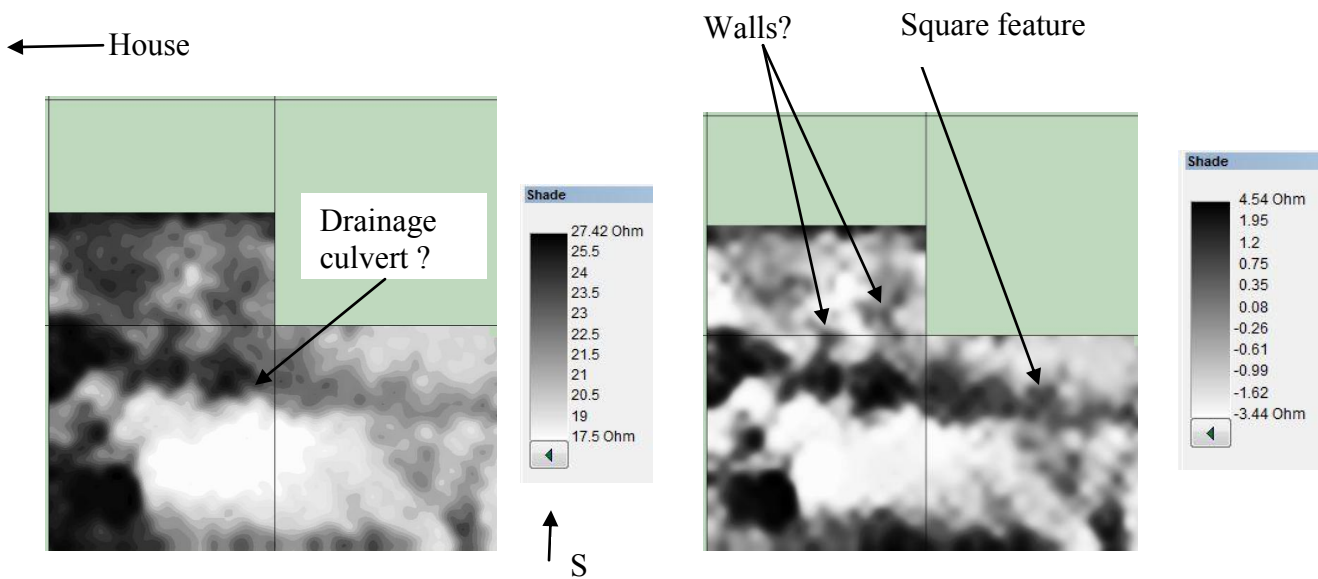 House
Drainage
culvert ?
Shade
27.42 Ohm
25.5
24
23.5
23
22.5
21.5
21
20.5
19
17.5 Ohm
S
Walls?
Square feature
Shade
4.54 Ohm
1.95
1.2
0.75
0.35
0.08
-0.26
-0.61
-0.99
-1.62
-3.44 Ohm